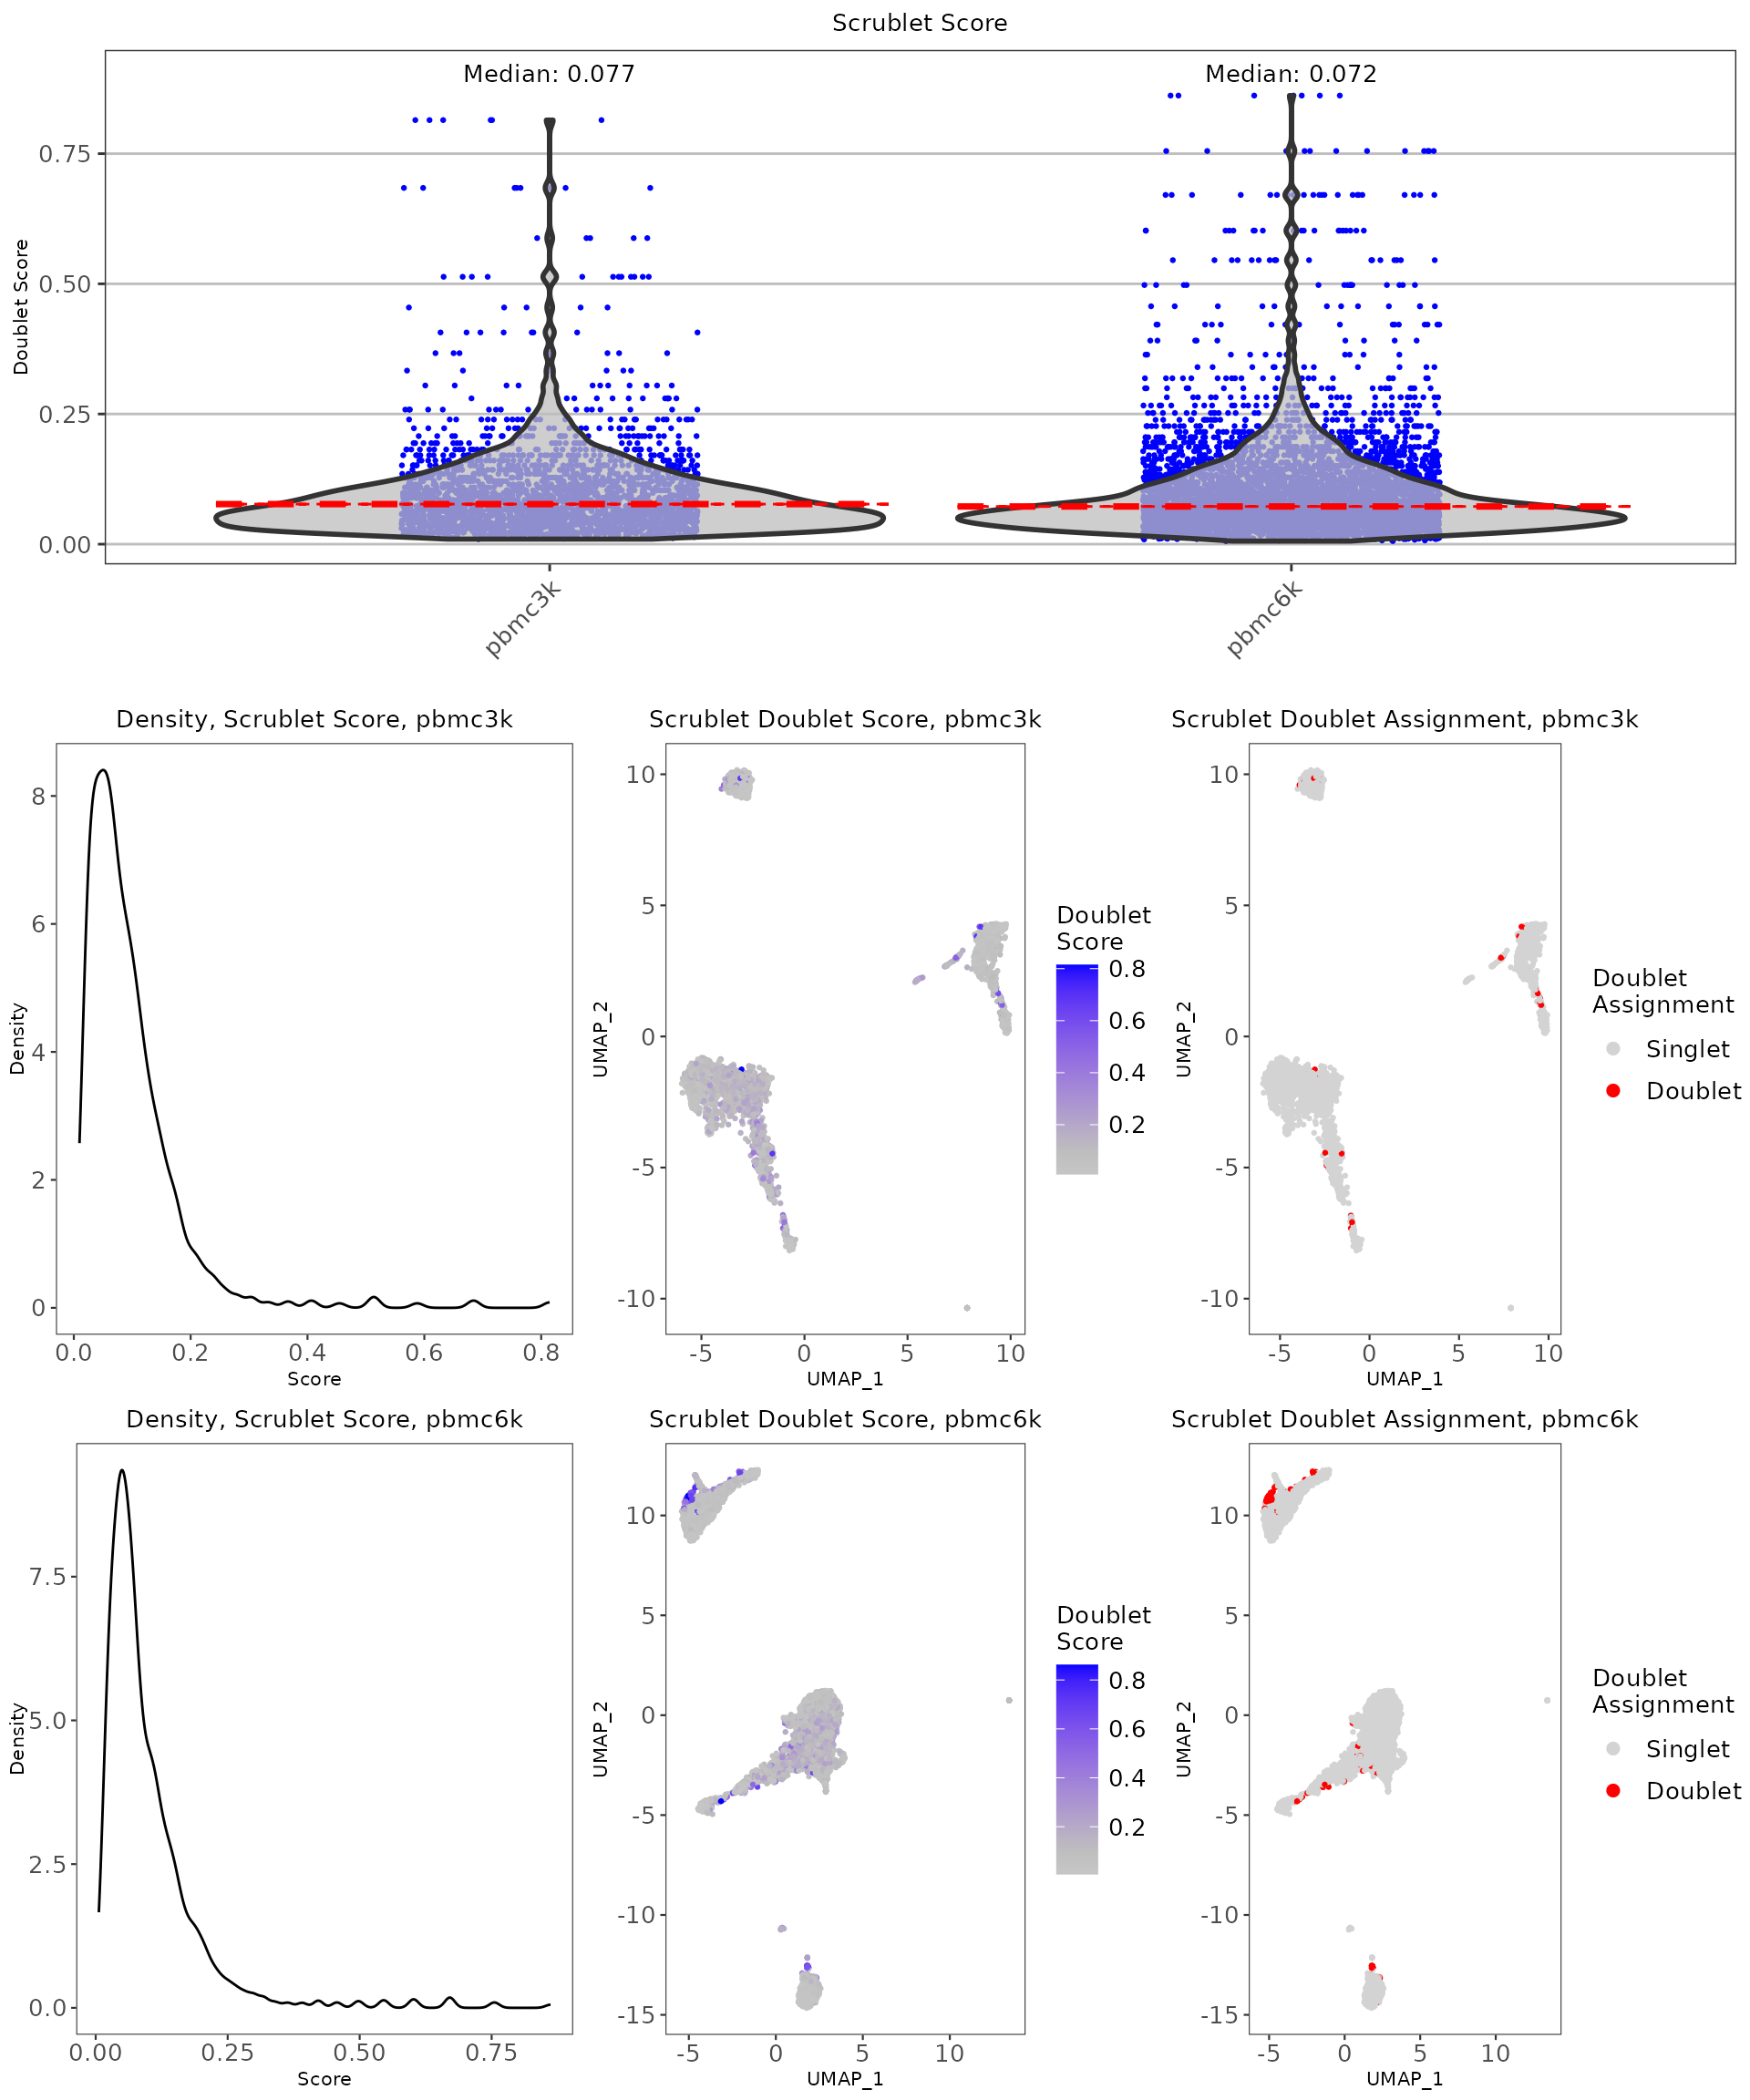 Scrublet Score
Median: 0.077
Median: 0.072
Doublet Score
0.75
0.50
0.25
0.00
pbmc3k
pbmc6k
Density, Scrublet Score, pbmc3k
Density
8
6
4
2
0
0.0 0.2 0.4 0.6 0.8
Score
Scrublet Doublet Score, pbmc3k
UMAP_2
10
5
0
-5
-10
-5 0 5 10
UMAP_1
Doublet
Score
0.8
0.6
0.4
0.2
Scrublet Doublet Assignment, pbmc3k
UMAP_2
10
5
0
-5
-10
-5 0 5 10
UMAP_1
Doublet
Assignment
Singlet
Doublet
Density, Scrublet Score, pbmc6k
Density
7.5
5.0
2.5
0.0
0.00 0.25 0.50 0.75
Score
Scrublet Doublet Score, pbmc6k
UMAP_2
10
5
0
-5
-10
-15
-5 0 5 10
UMAP_1
Doublet
Score
0.8
0.6
0.4
0.2
Scrublet Doublet Assignment, pbmc6k
UMAP_2
10
5
0
-5
-10
-15
-5 0 5 10
UMAP_1
Doublet
Assignment
Singlet
Doublet